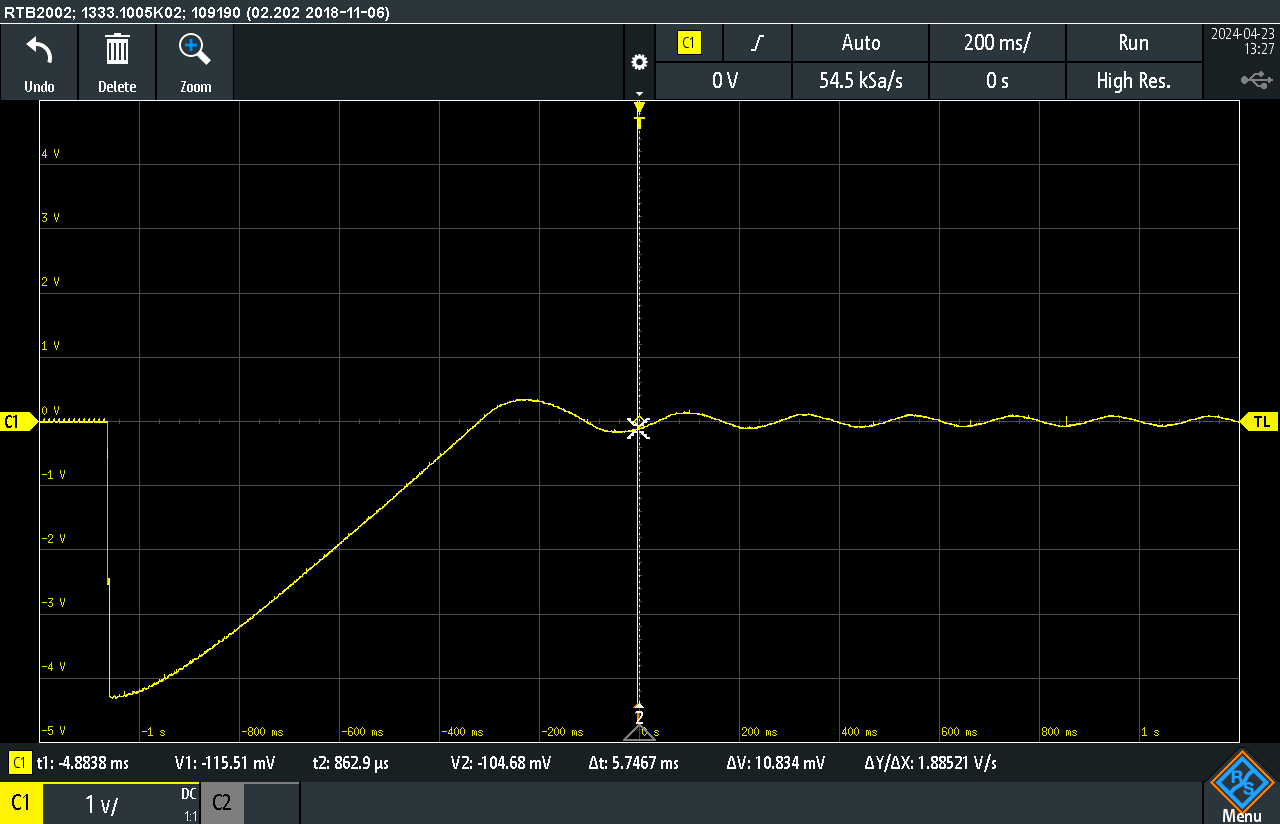 RTB2002; 1333.1005K02; 109190 (02.202 2018-11-06)
Undo
Delete
Zoom
C1
Auto
200 ms/
Run
2024-04-23
13:27
0 V
54.5 kSa/s
0 s
High Res.
T
4 V
3 V
2 V
1 V
0 V
C1
TL
-1 V
-2 V
-3 V
-4 V
-5 V
-1 s
-800 ms
-600 ms
-400 ms
-200 ms
2
0 s
200 ms
400 ms
600 ms
800 ms
1 s
C1 t1: -4.8838 ms V1: -115.51 mV t2: 862.9 µs V2: -104.68 mV Δt: 5.7467 ms ΔV: 10.834 mV ΔY/ΔX: 1.88521 V/s
C1
1 V/
DC
1:1
C2
R S
Menu